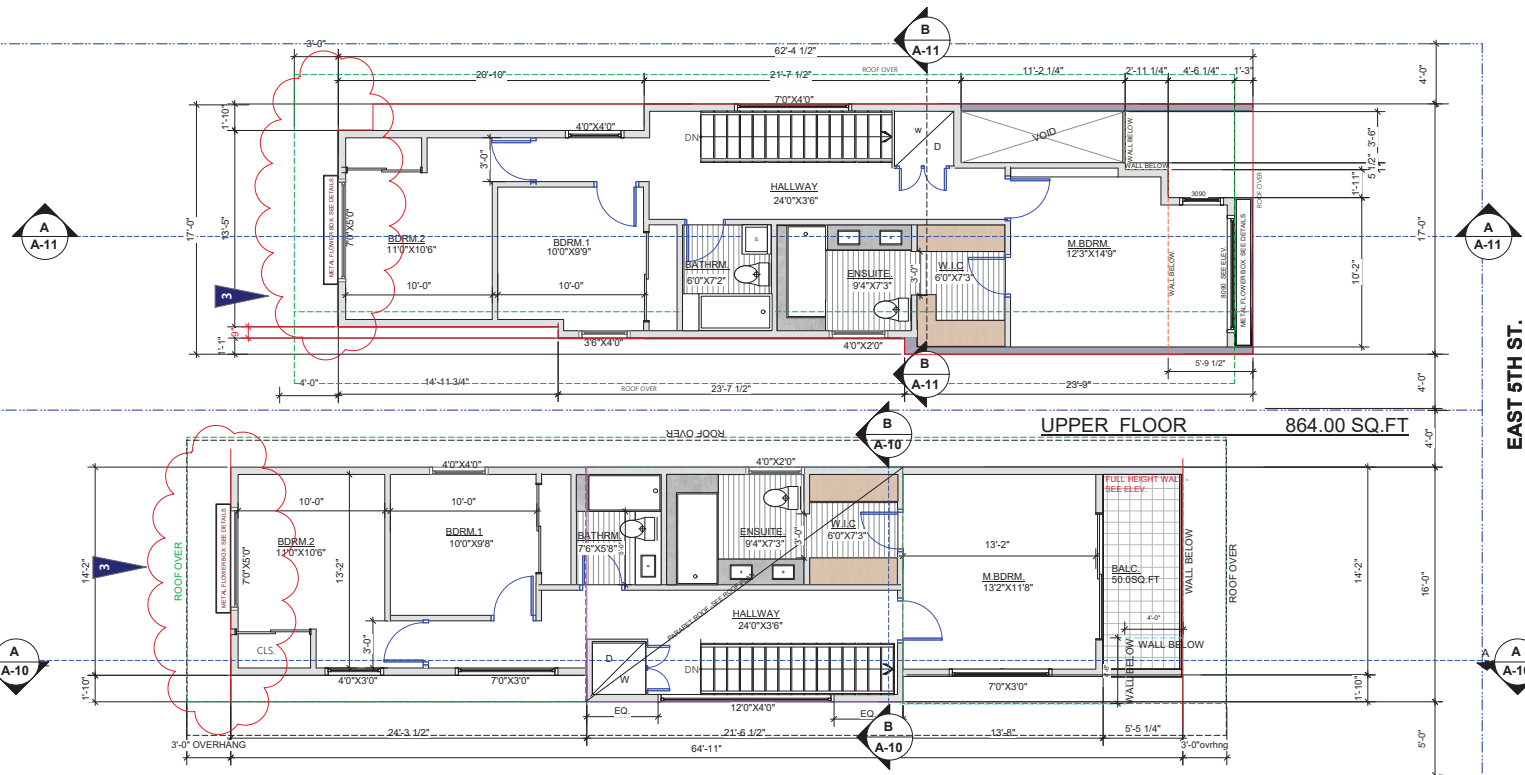 B
A-11
3'-0"
62'-4 1/2"
ROOF OVER
20'-10"
21'-7 1/2"
11'-2 1/4"
2'-11 1/4"
4'-6 1/4"
1'-3"
4'-0"
7'0"X4'0"
1'-10"
4'0"X4'0"
DN
W
D
VOID
WALL BELOW
WALL BELOW
3'-6"
5 1/2"
1'-11"
3'-0"
HALLWAY
24'0"X3'6"
3090
ROOF OVER
A
A-11
17'-0"
13'-5"
METAL FLOWER BOX. SEE DETAILS
7'0"X5'0"
BDRM.2
11'0"X10'6"
BDRM.1
10'0"X9'9"
S.
BATHRM.
6'0"X7'2"
ENSUITE.
9'4"X7'3"
3'-0"
W.I.C
6'0"X7'3"
M.BDRM.
12'3"X14'9"
WALL BELOW
8090 SEE ELEV.
METAL FLOWER BOX. SEE DETAILS
10'-2"
17'-0"
A
A-11
3
10'-0"
10'-0"
9"
1'-1"
3'6"X4'0"
4'0"X2'0"
5'-9 1/2"
B
A-11
4'-0"
14'-11 3/4"
ROOF OVER
23'-7 1/2"
23'-9"
4'-0"
EAST 5TH ST.
UPPER FLOOR 864.00 SQ.FT
ROOF OVER
B
A-10
4'-0"
4'0"X4'0"
4'0"X2'0"
FULL HEIGHT WALL - SEE ELEV.
10'-0"
10'-0"
METAL FLOWER BOX. SEE DETAILS
ROOF OVER
3
14'-2"
7'0"X5'0"
BDRM.2
11'0"X10'6"
13'-2"
BDRM.1
10'0"X9'8"
BATHRM.
7'6"X5'8"
5'-0"
ENSUITE.
9'4"X7'3"
3'-0"
W.I.C
6'0"X7'3"
13'-2"
M.BDRM.
13'2"X11'8"
BALC.
50.0SQ.FT
WALL BELOW
ROOF OVER
14'-2"
16'-0"
HALLWAY
24'0"X3'6"
4'-0"
WALL BELOW
WALL BELOW
3'-0"
CLS.
D
W
DN
A
A-10
A
A
1'-10"
4'0"X3'0"
7'0"X3'0"
12'0"X4'0"
7'0"X3'0"
1'-10"
EQ.
EQ.
B
A-10
24'-3 1/2"
21'-6 1/2"
13'-8"
5'-5 1/4"
5'-0"
3'-0" OVERHANG
64'-11"
3'-0"ovrhng